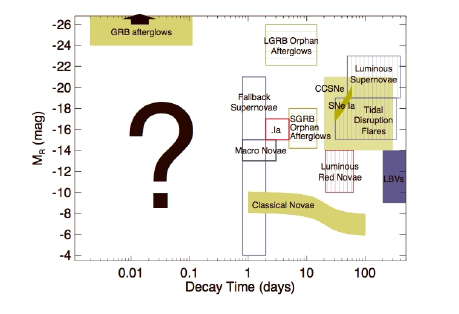 -26
-24
-22
-20
-18
-16
-14
-12
-10
-8
-6
-4
M_R (mag)
GRB afterglows
?
LGRB Orphan
Afterglows
Fallback
Supernovae
CCSNe
Luminous
Supernovae
SNe Ia
.Ia
SGRB
Orphan
Afterglows
Tidal
Disruption
Flares
Macro Novae
Luminous
Red Novae
LBVs
Classical Novae
0.01
0.1
1
10
100
Decay Time (days)